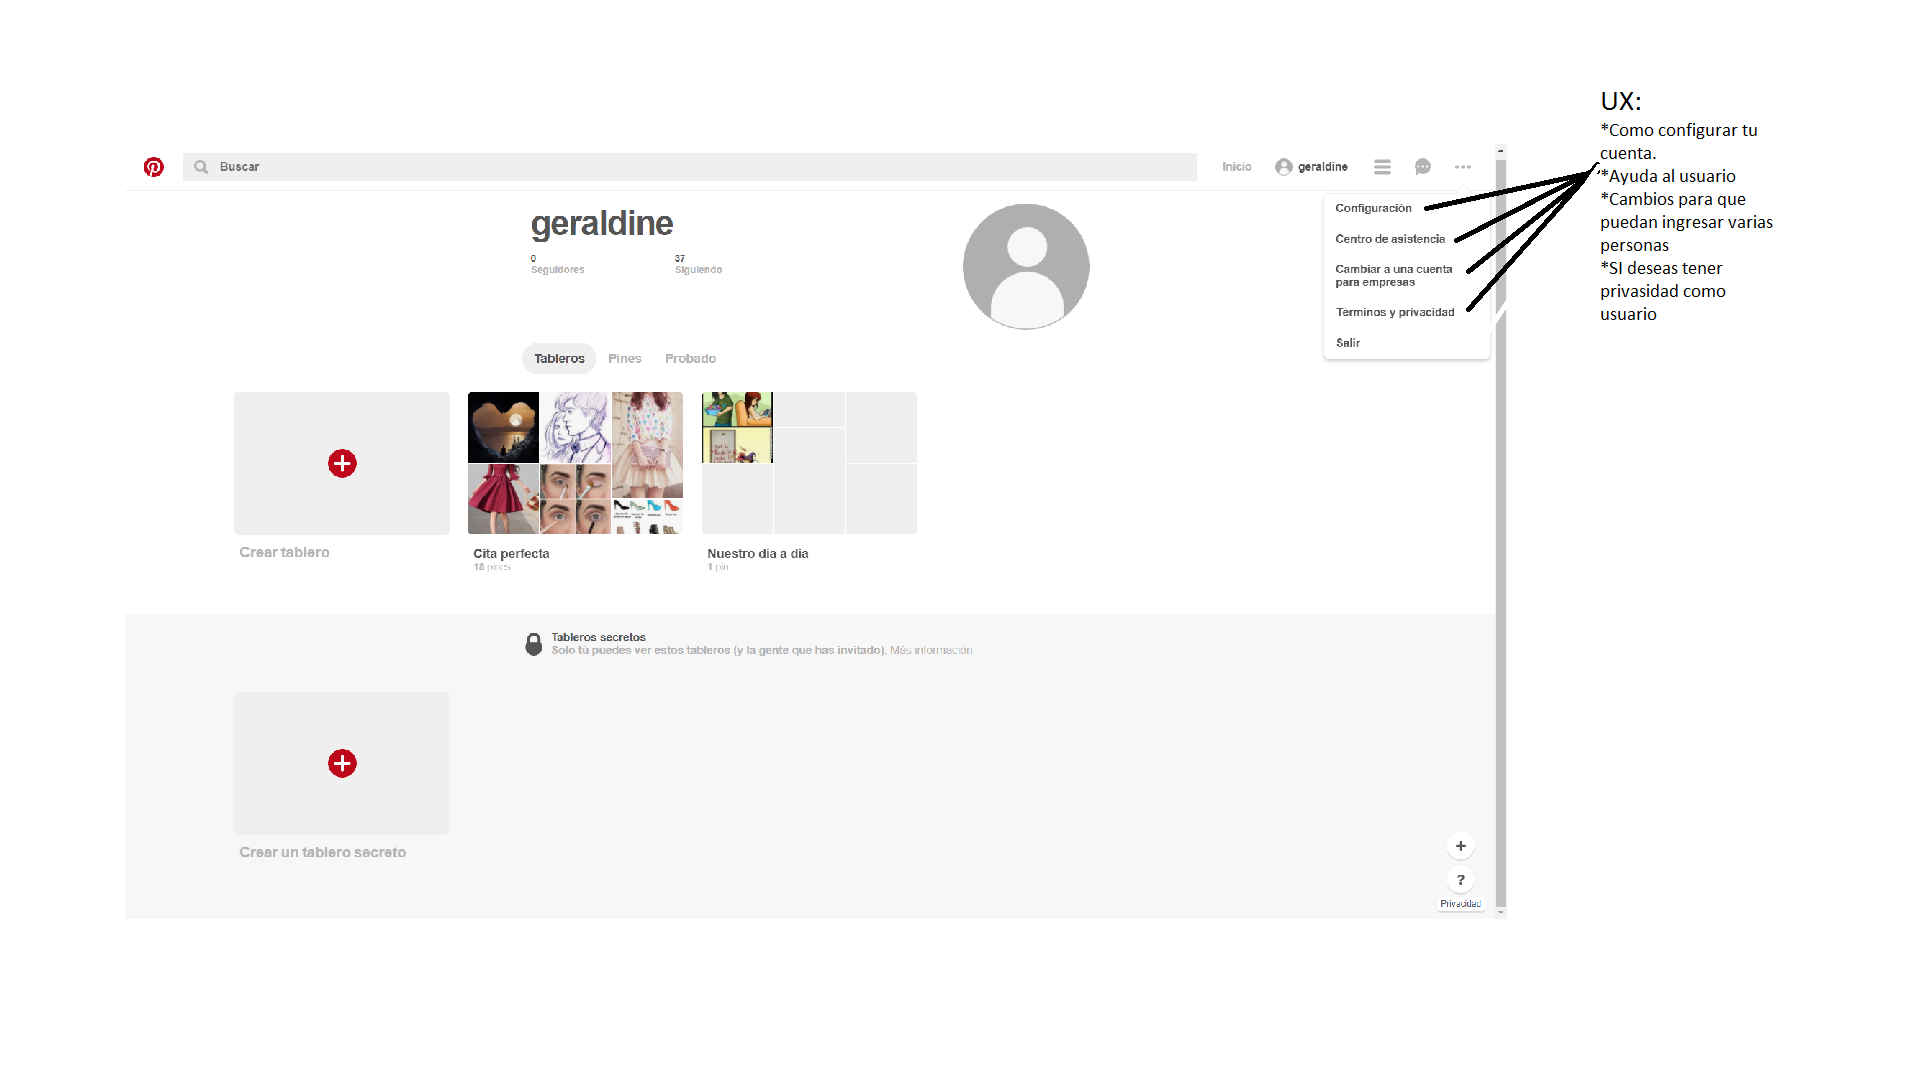 UX:
*Como configurar tu
cuenta.
*Ayuda al usuario
*Cambios para que
puedan ingresar varias
personas
*SI deseas tener
privasidad como
usuario
Buscar
Inicio
geraldine
Configuración
Centro de asistencia
Cambiar a una cuenta
para empresas
Términos y privacidad
Salir
geraldine
0
Seguidores
37
Siguiendo
Tableros
Pines
Probado
Crear tablero
Cita perfecta
18 pines
Nuestro dia a dia
1 pin
Tableros secretos
Solo tú puedes ver estos tableros (y la gente que has invitado). Más información
Crear un tablero secreto
+
?
Privacidad